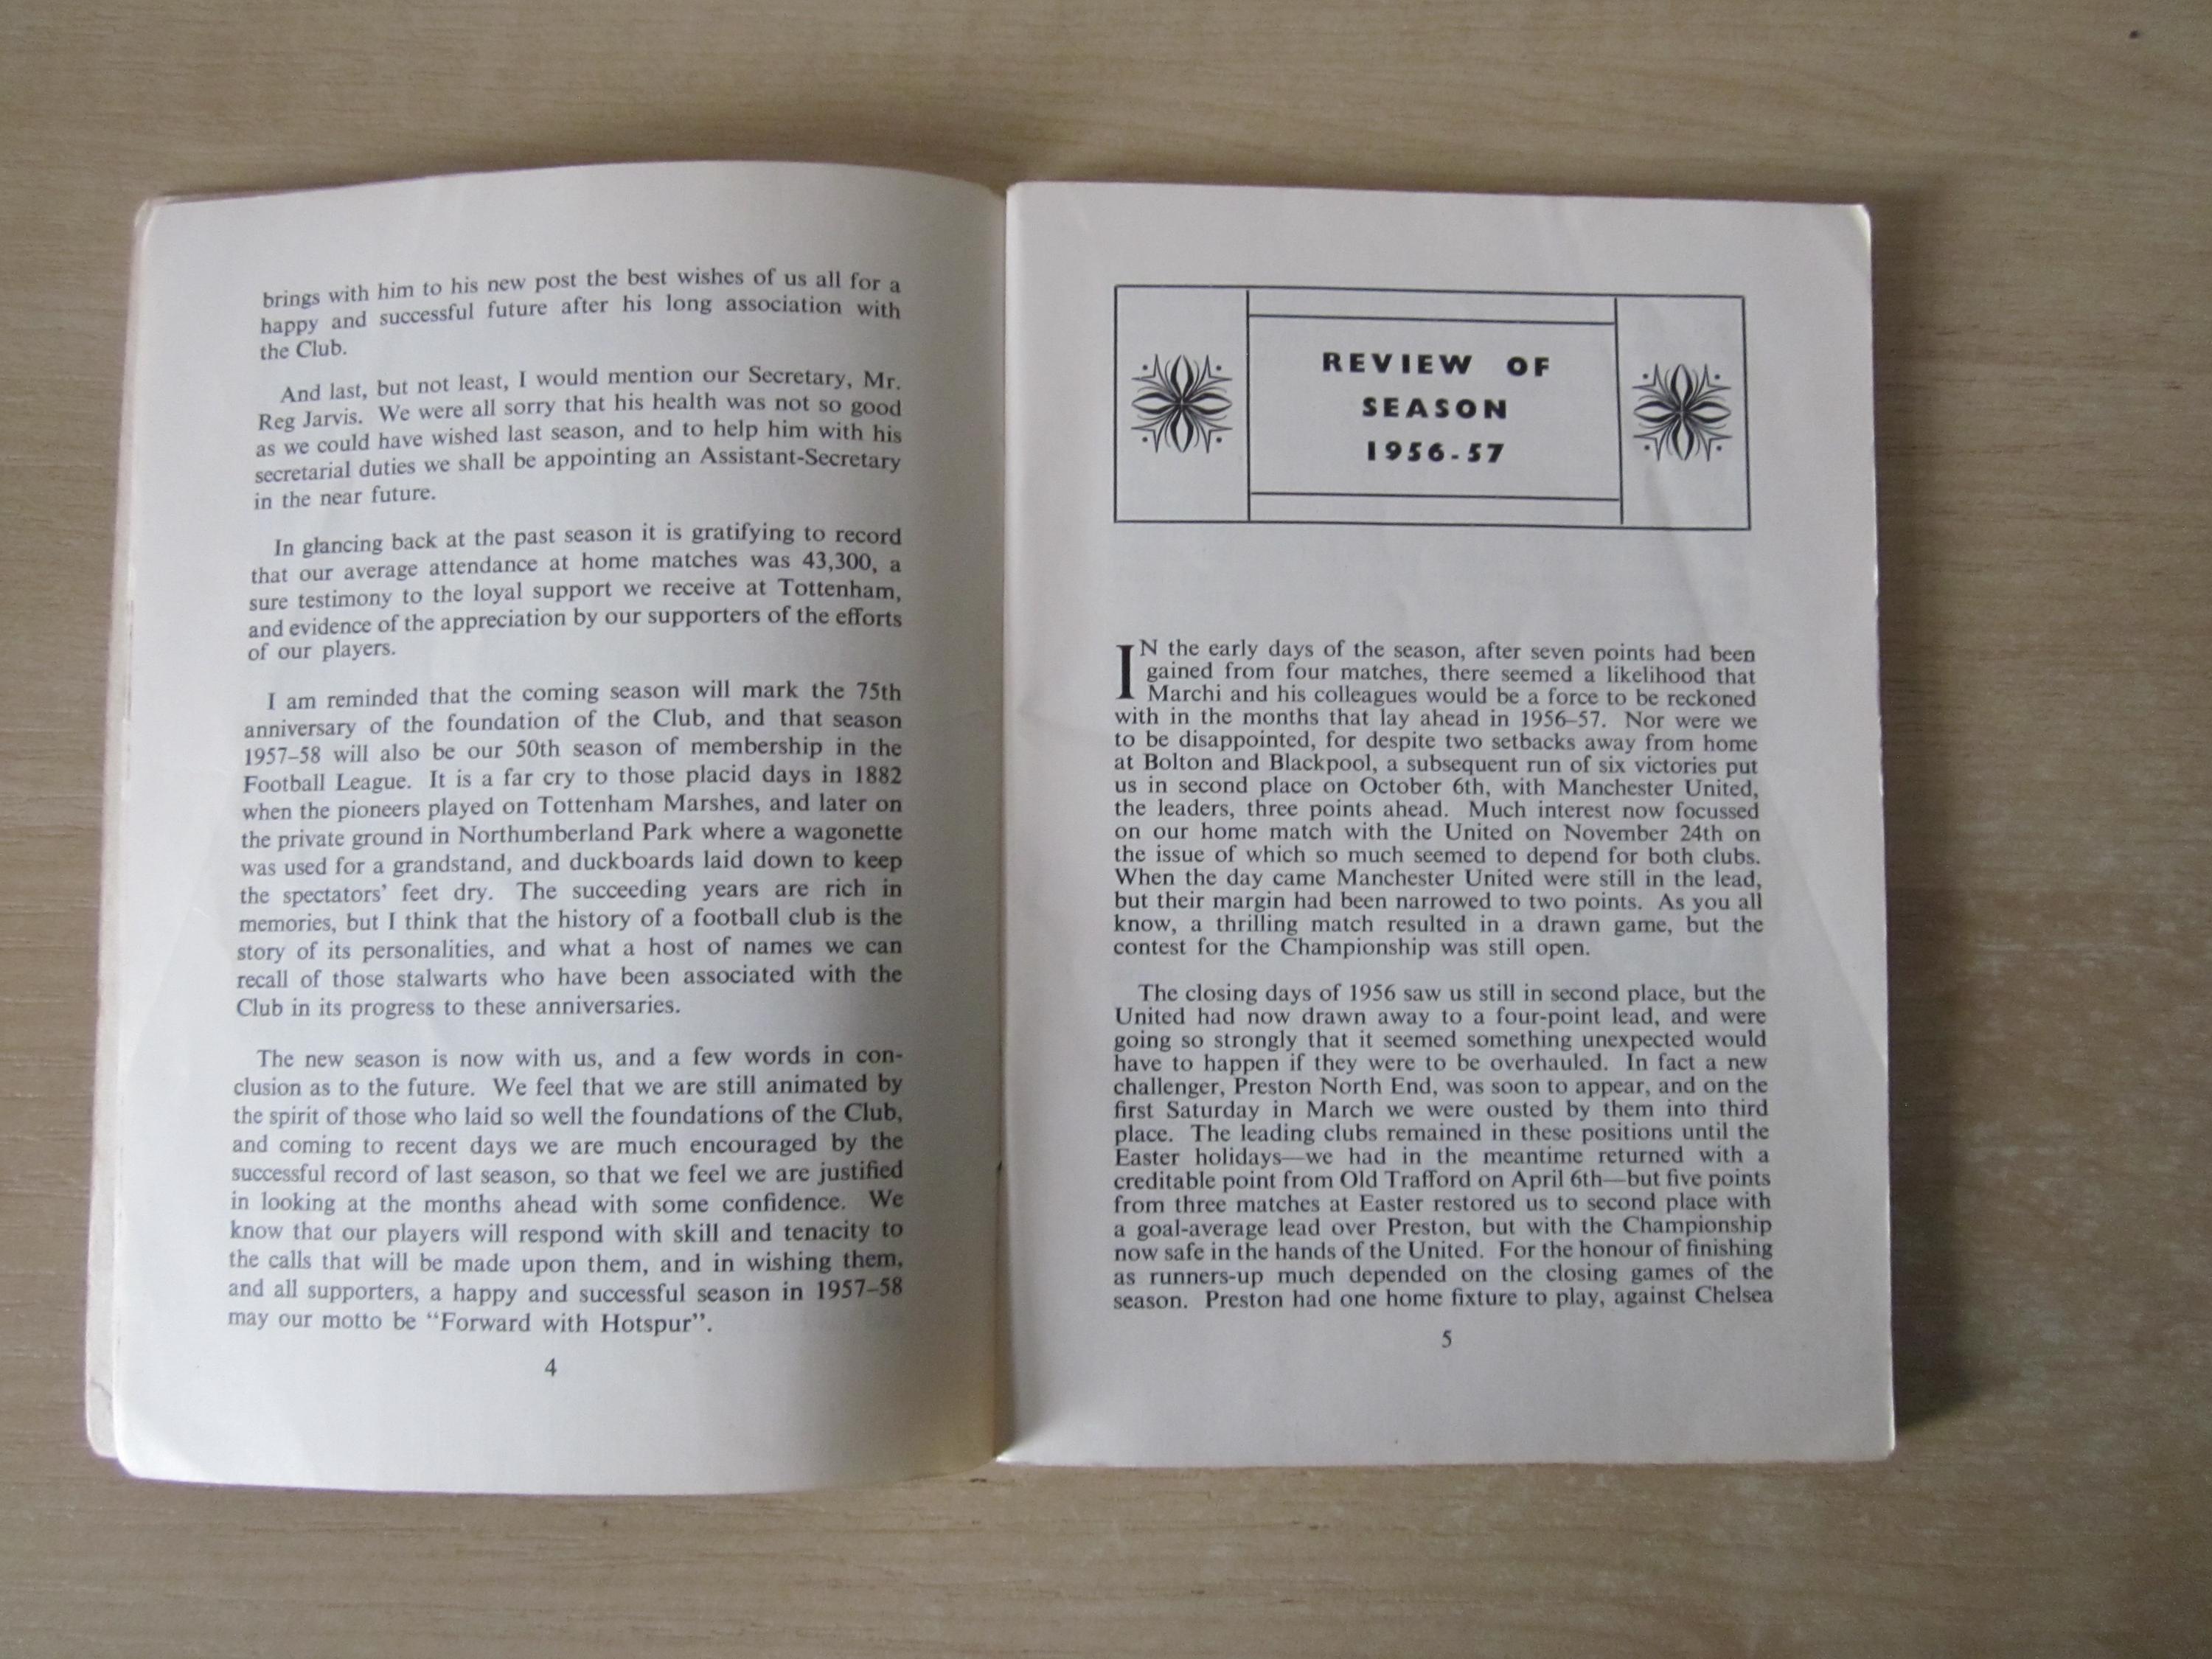 brings with him to his new post the best wishes of us all for a
happy and successful future after his long association with
the Club.
And last, but not least, I would mention our Secretary, Mr.
Reg Jarvis. We were all sorry that his health was not so good
as we could have wished last season, and to help him with his
secretarial duties we shall be appointing an Assistant-Secretary
in the near future.
In glancing back at the past season it is gratifying to record
that our average attendance at home matches was 43,300, a
sure testimony to the loyal support we receive at Tottenham,
and evidence of the appreciation by our supporters of the efforts
of our players.
I am reminded that the coming season will mark the 75th
anniversary of the foundation of the Club, and that season
1957–58 will also be our 50th season of membership in the
Football League. It is a far cry to those placid days in 1882
when the pioneers played on Tottenham Marshes, and later on
the private ground in Northumberland Park where a wagonette
was used for a grandstand, and duckboards laid down to keep
the spectators’ feet dry. The succeeding years are rich in
memories, but I think that the history of a football club is the
story of its personalities, and what a host of names we can
recall of those stalwarts who have been associated with the
Club in its progress to these anniversaries.
The new season is now with us, and a few words in con-
clusion as to the future. We feel that we are still animated by
the spirit of those who laid so well the foundations of the Club,
and coming to recent days we are much encouraged by the
successful record of last season, so that we feel we are justified
in looking at the months ahead with some confidence. We
know that our players will respond with skill and tenacity to
the calls that will be made upon them, and in wishing them,
and all supporters, a happy and successful season in 1957–58
may our motto be “Forward with Hotspur”.
4
REVIEW OF
SEASON
1956-57
IN the early days of the season, after seven points had been
gained from four matches, there seemed a likelihood that
Marchi and his colleagues would be a force to be reckoned
with in the months that lay ahead in 1956–57. Nor were we
to be disappointed, for despite two setbacks away from home
at Bolton and Blackpool, a subsequent run of six victories put
us in second place on October 6th, with Manchester United,
the leaders, three points ahead. Much interest now focussed
on our home match with the United on November 24th on
the issue of which so much seemed to depend for both clubs.
When the day came Manchester United were still in the lead,
but their margin had been narrowed to two points. As you all
know, a thrilling match resulted in a drawn game, but the
contest for the Championship was still open.
The closing days of 1956 saw us still in second place, but the
United had now drawn away to a four-point lead, and were
going so strongly that it seemed something unexpected would
have to happen if they were to be overhauled. In fact a new
challenger, Preston North End, was soon to appear, and on the
first Saturday in March we were ousted by them into third
place. The leading clubs remained in these positions until the
Easter holidays—we had in the meantime returned with a
creditable point from Old Trafford on April 6th—but five points
from three matches at Easter restored us to second place with
a goal-average lead over Preston, but with the Championship
now safe in the hands of the United. For the honour of finishing
as runners-up much depended on the closing games of the
season. Preston had one home fixture to play, against Chelsea
5